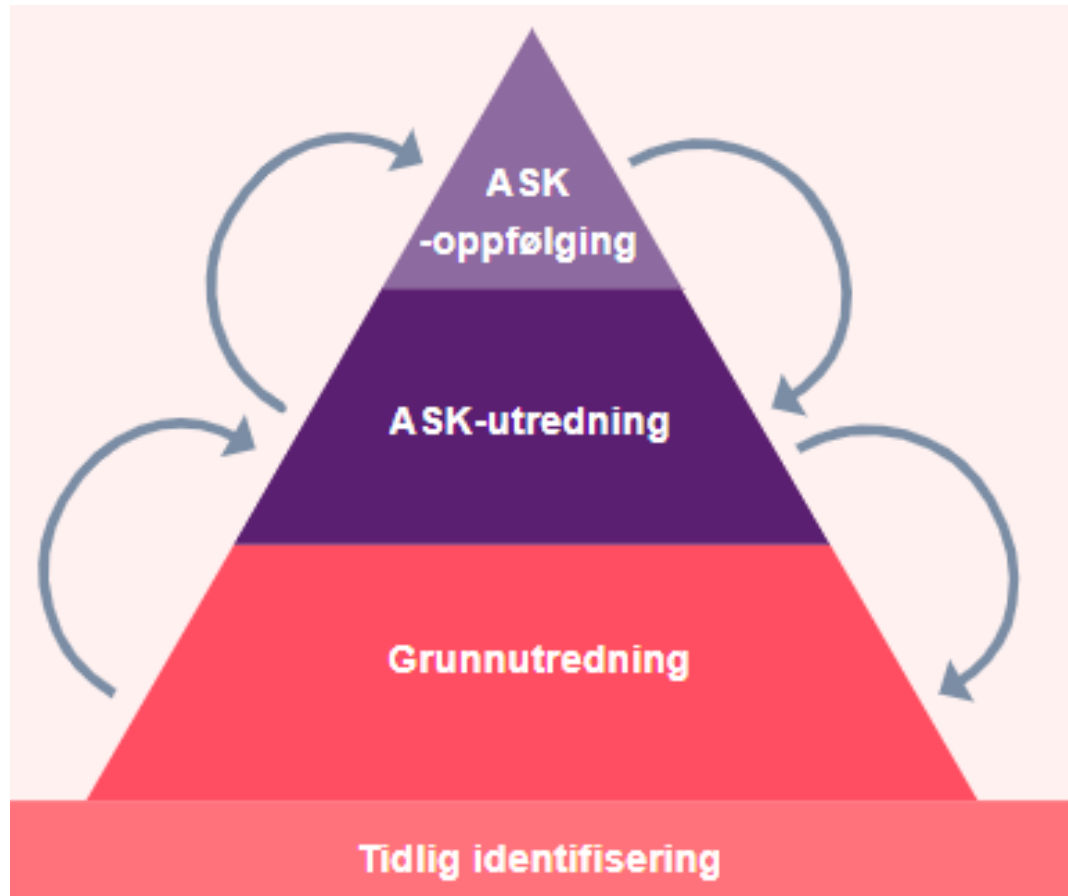 ASK
-oppfølging
ASK-utredning
Grunnutredning
Tidlig identifisering